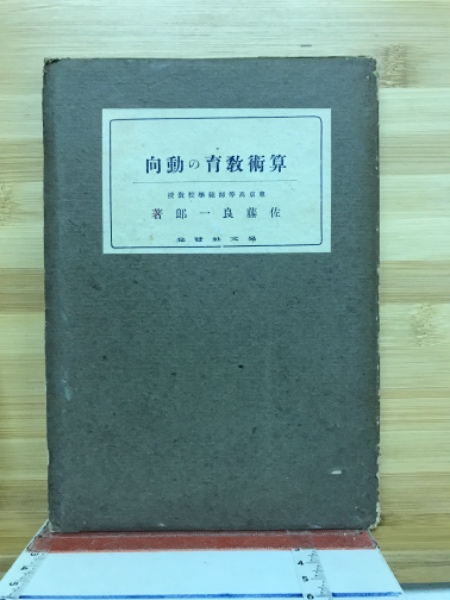 算術教育の動向
東京高等師範學校教授
佐藤良一郎 著